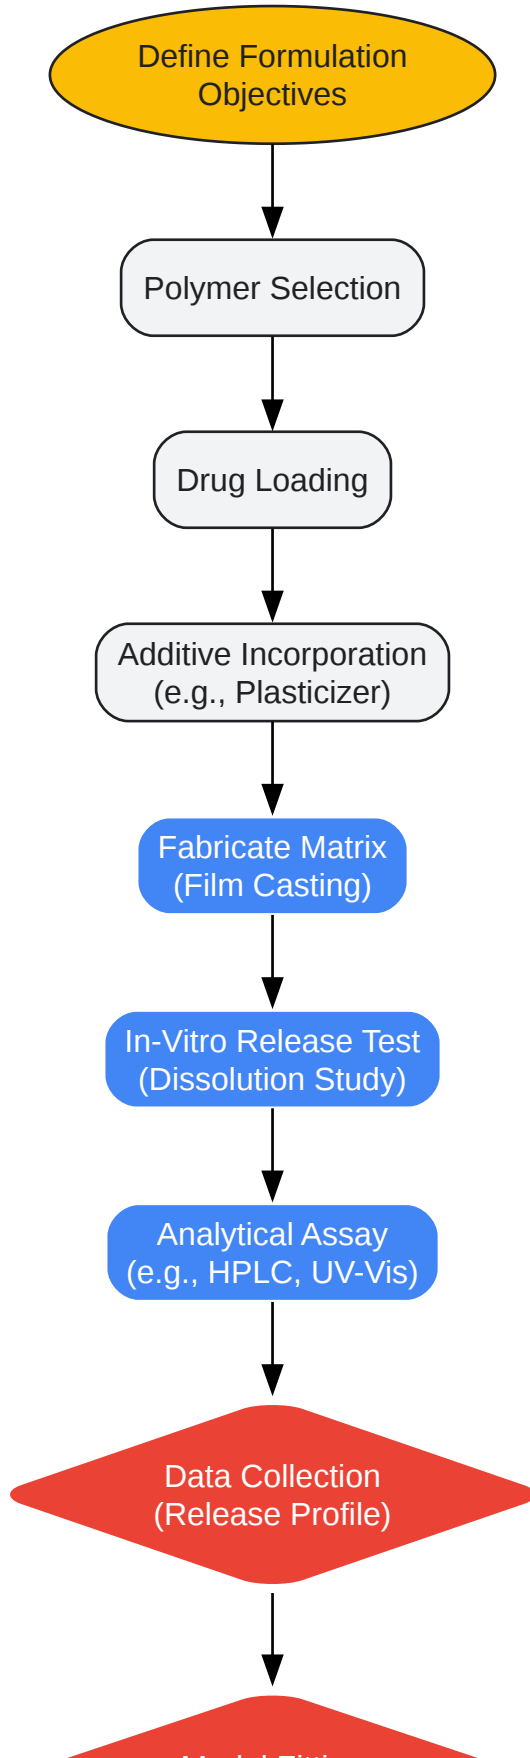 Define Formulation
Objectives
Polymer Selection
Drug Loading
Additive Incorporation
(e.g., Plasticizer)
Fabricate Matrix
(Film Casting)
In-Vitro Release Test
(Dissolution Study)
Analytical Assay
(e.g., HPLC, UV-Vis)
Data Collection
(Release Profile)